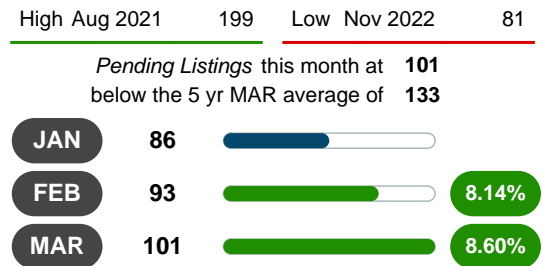 High Aug 2021 199 Low Nov 2022 81
Pending Listings this month at 101
below the 5 yr MAR average of 133
JAN 86
FEB 93 8.14%
MAR 101 8.60%